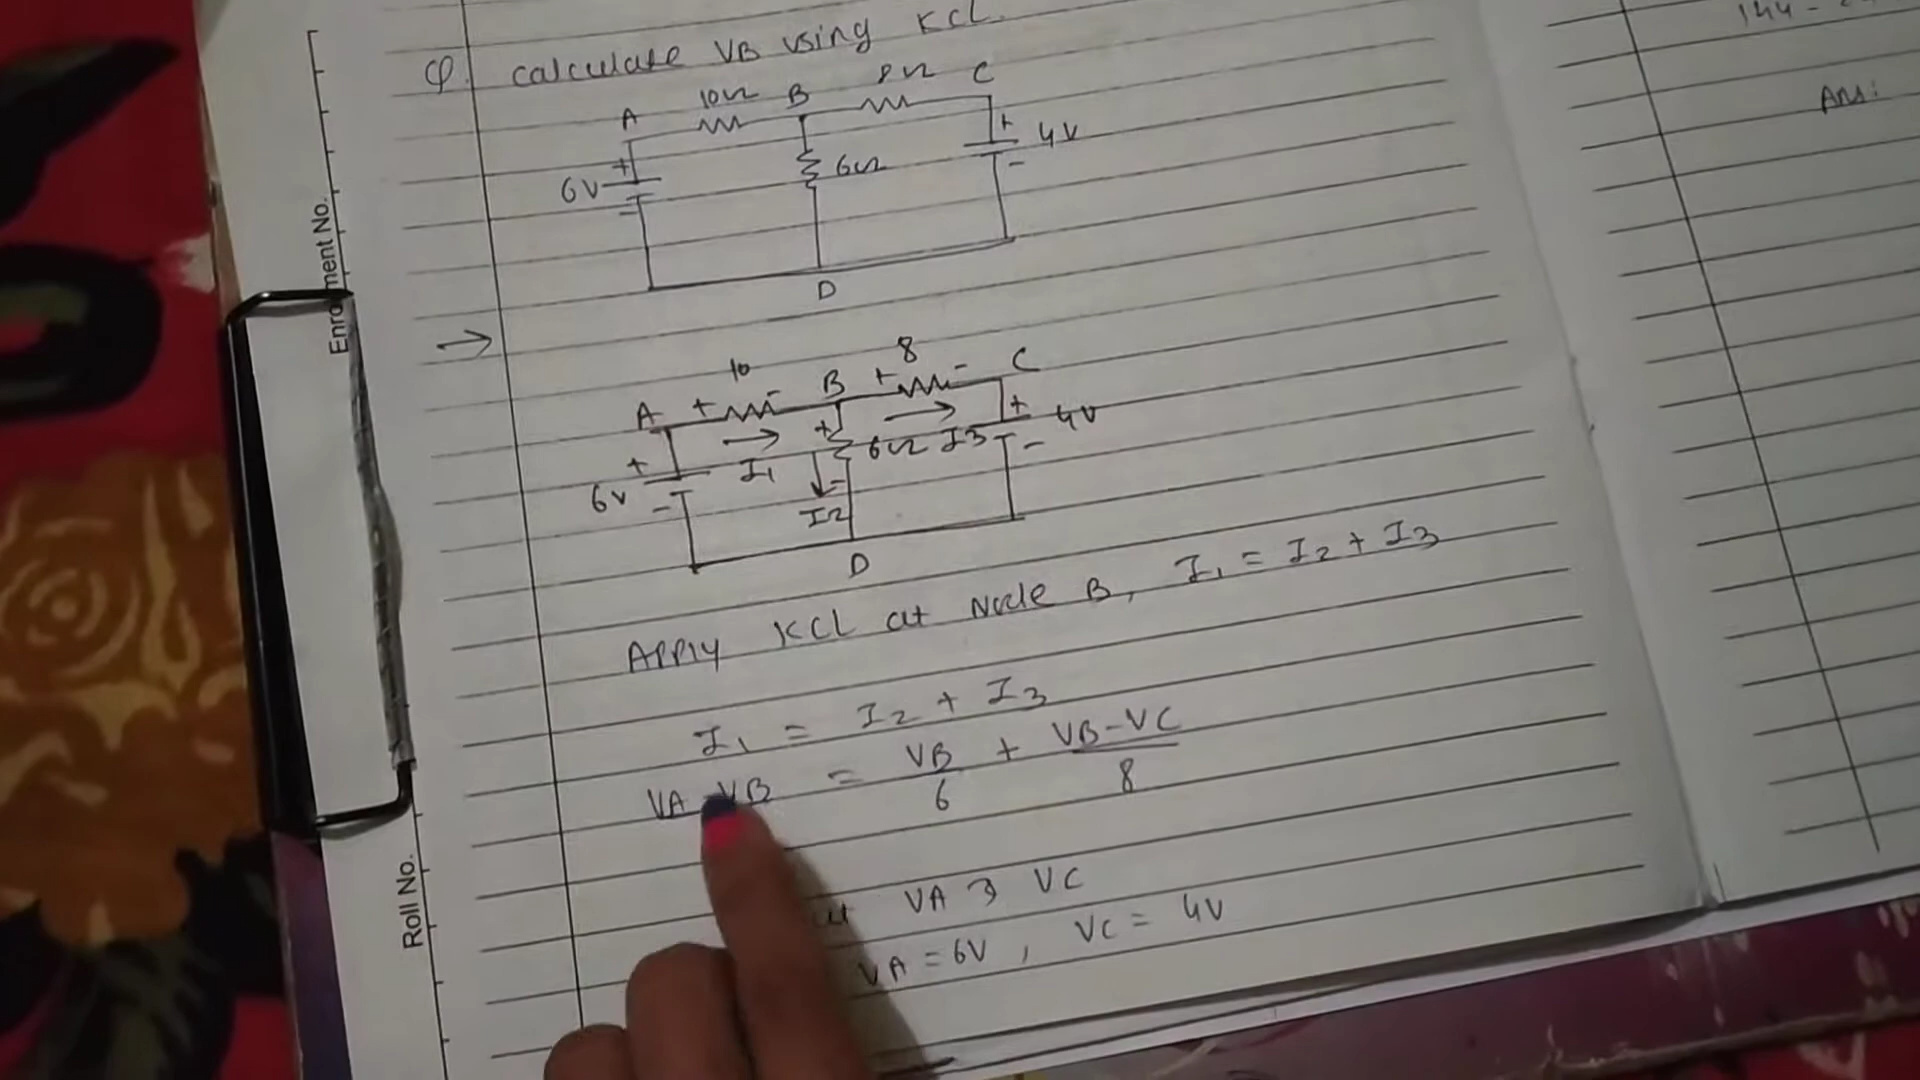 Q. calculate VB using KCL.
10Ω B 8Ω C
A
+ 4V
+ 6Ω
6V -
D
→
10 8
A + - B + - C
+
→ → + 4V
+ I1 6Ω I3 -
6V - -
I2
D
Apply KCL at Node B, I1 = I2 + I3
I1 = I2 + I3
VA - VB = VB/6 + VB-VC/8
VA VC
VA = 6V, VC = 4V
Enrolment No.
Roll No.
144 -
Ans: